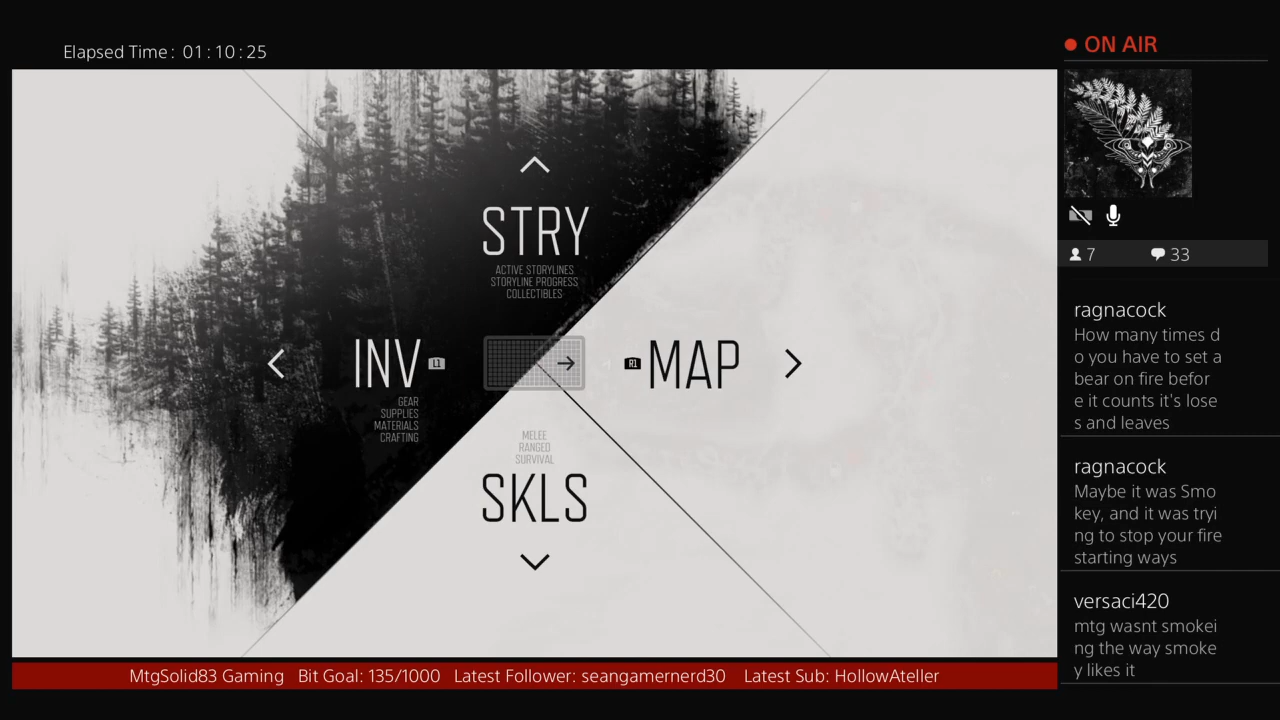 Elapsed Time: 01:10:25
ON AIR
STRY
ACTIVE STORYLINES
STORYLINE PROGRESS
COLLECTIBLES
INV L1
GEAR
SUPPLIES
MATERIALS
CRAFTING
R1 MAP
MELEE
RANGED
SURVIVAL
SKLS
7 33
ragnacock
How many times d
o you have to set a
bear on fire befor
e it counts it's lose
s and leaves
ragnacock
Maybe it was Smo
key, and it was tryi
ng to stop your fire
starting ways
versaci420
mtg wasnt smokei
ng the way smoke
y likes it
MtgSolid83 Gaming Bit Goal: 135/1000 Latest Follower: seangamernerd30 Latest Sub: HollowAteller